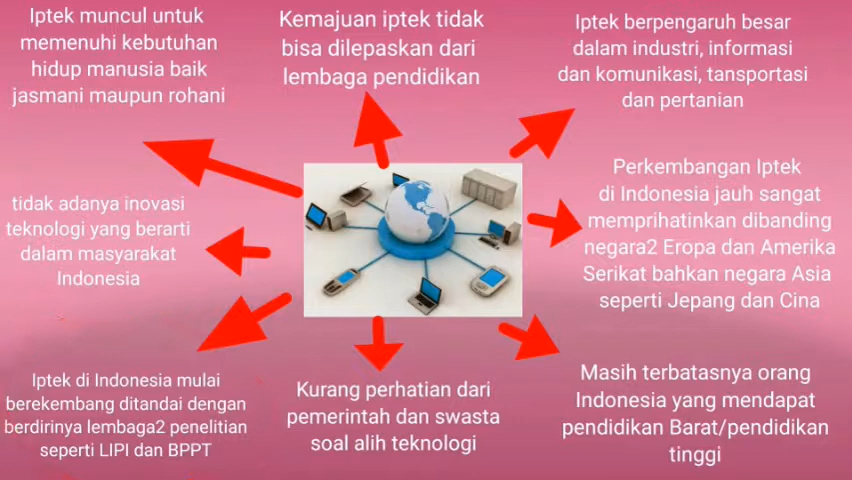 Iptek muncul untuk
memenuhi kebutuhan
hidup manusia baik
jasmani maupun rohani
Kemajuan iptek tidak
bisa dilepaskan dari
lembaga pendidikan
Iptek berpengaruh besar
dalam industri, informasi
dan komunikasi, tansportasi
dan pertanian
tidak adanya inovasi
teknologi yang berarti
dalam masyarakat
Indonesia
Perkembangan Iptek
di Indonesia jauh sangat
memprihatinkan dibanding
negara2 Eropa dan Amerika
Serikat bahkan negara Asia
seperti Jepang dan Cina
Iptek di Indonesia mulai
berekembang ditandai dengan
berdirinya lembaga2 penelitian
seperti LIPI dan BPPT
Kurang perhatian dari
pemerintah dan swasta
soal alih teknologi
Masih terbatasnya orang
Indonesia yang mendapat
pendidikan Barat/pendidikan
tinggi